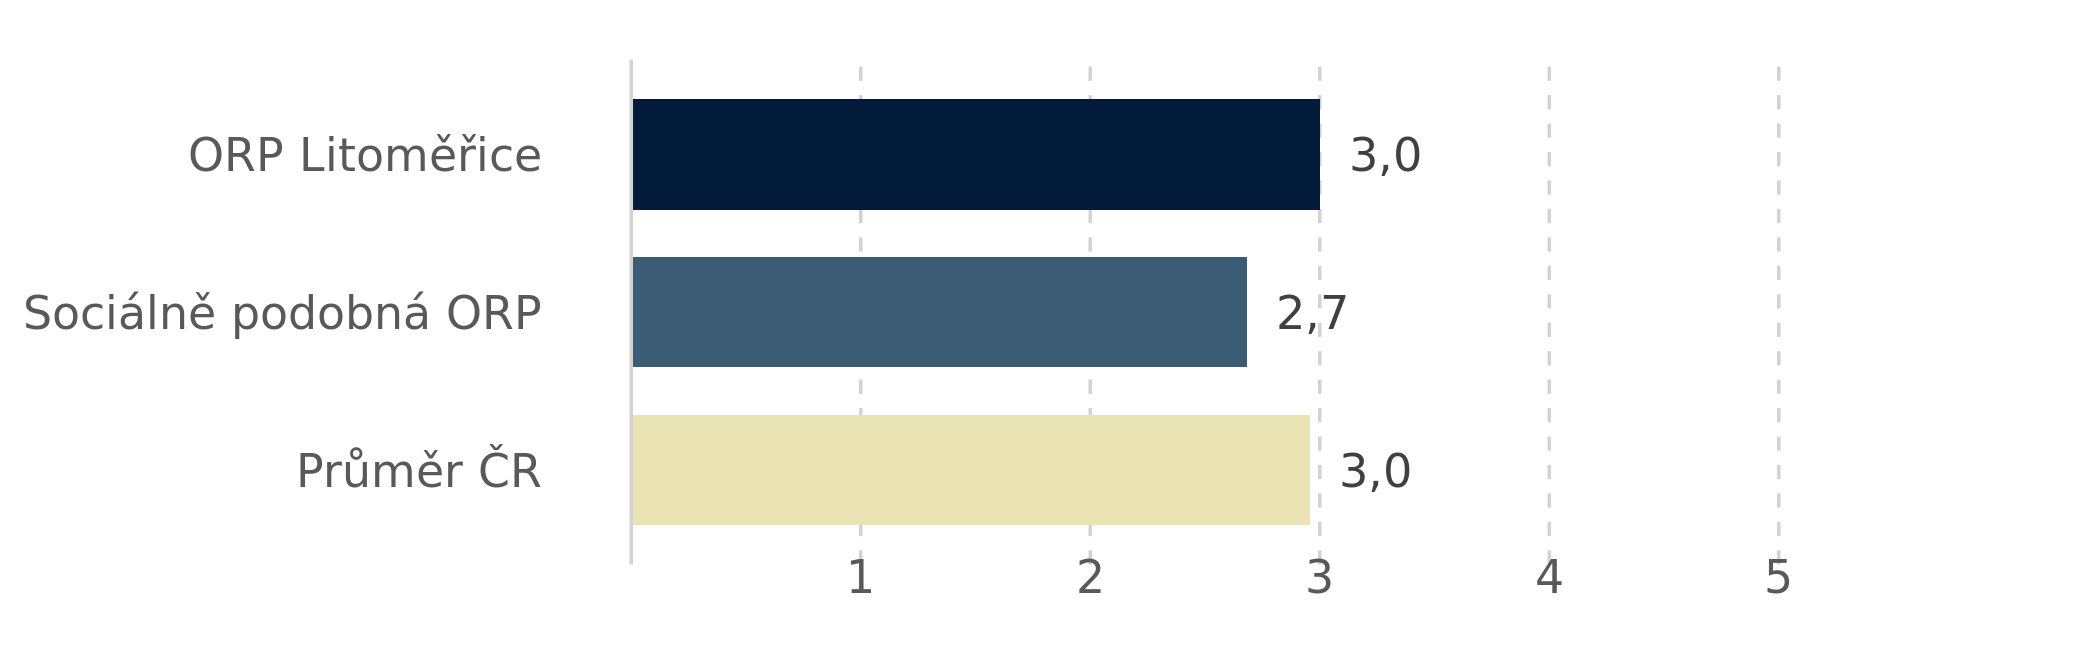 ORP Litoměřice 3,0
Sociálně podobná ORP 2,7
Průměr ČR 3,0
1 2 3 4 5